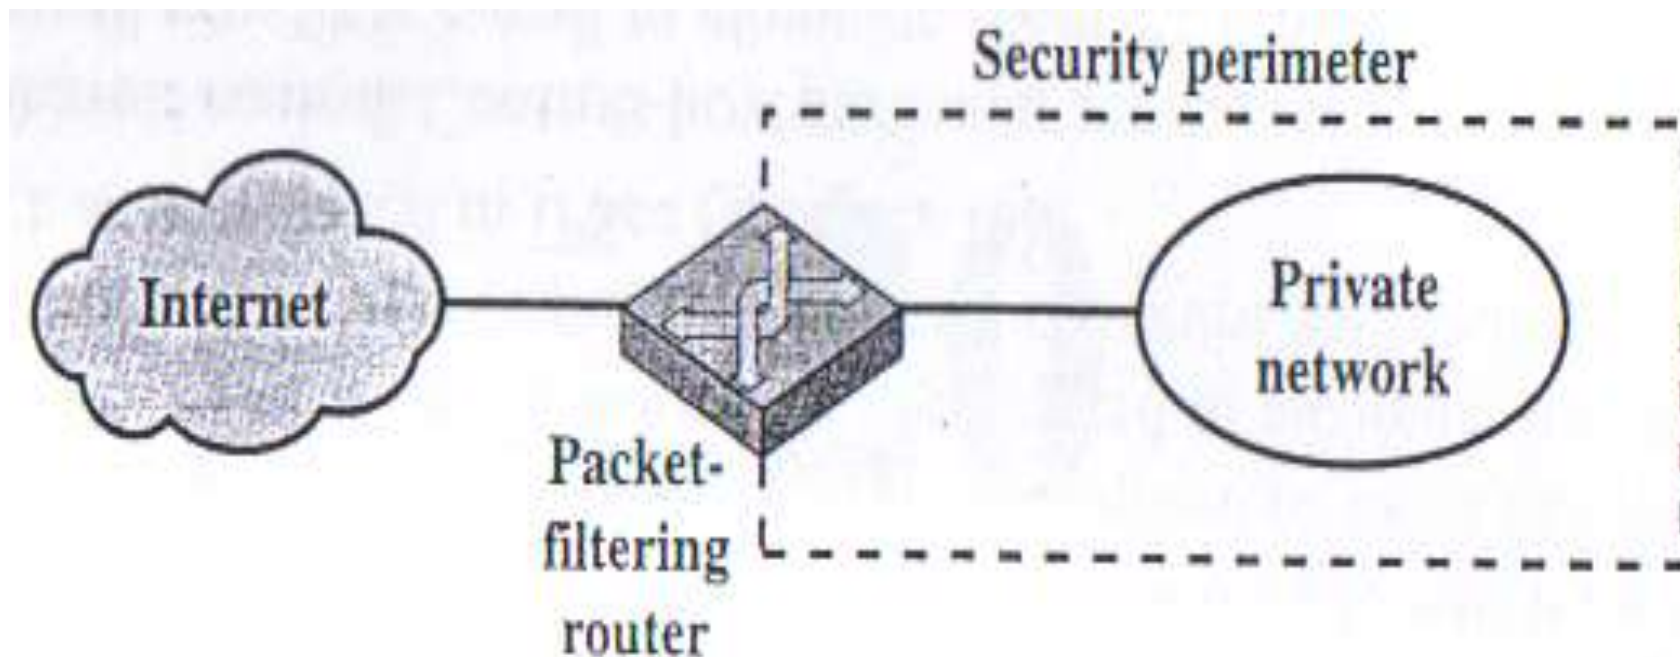 Security perimeter
Internet
Private
network
Packet-
filtering
router